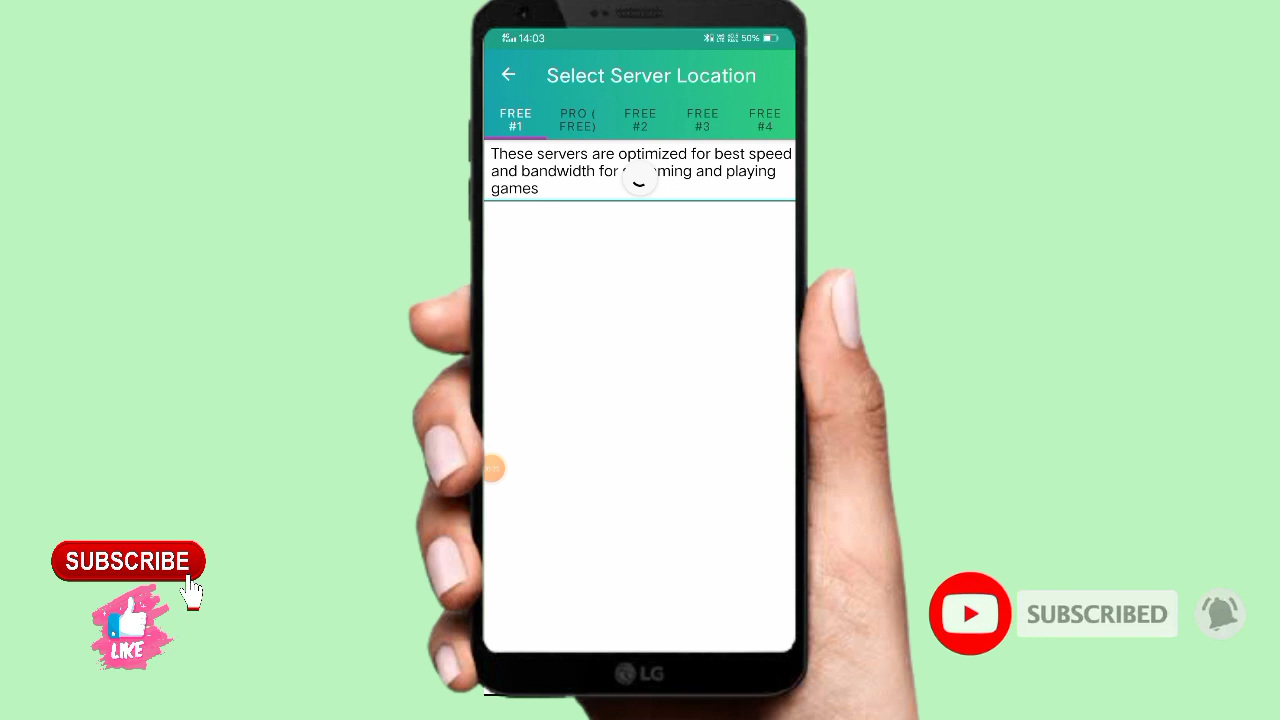 14:03
50%
Select Server Location
FREE #1
PRO ( FREE)
FREE #2
FREE #3
FREE #4
These servers are optimized for best speed
and bandwidth for and playing
games
SUBSCRIBE
LIKE
SUBSCRIBED
LG